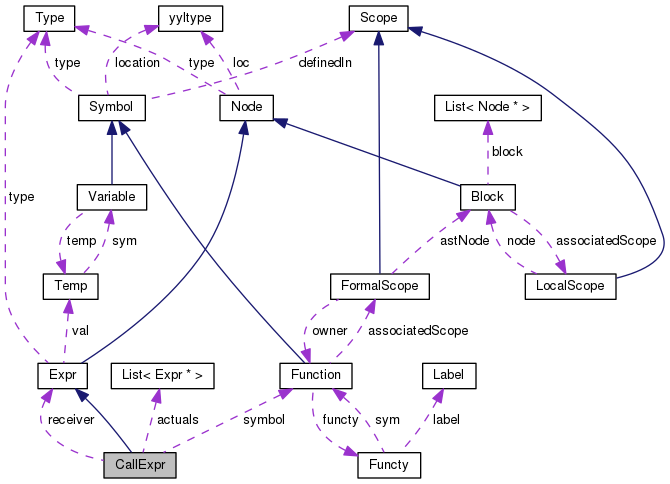 Type
yyltype
Scope
type
location
type
loc
definedIn
Symbol
Node
List< Node * >
block
type
Variable
Block
temp
sym
astNode
node
associatedScope
Temp
FormalScope
LocalScope
val
owner
associatedScope
Expr
List< Expr * >
Function
Label
receiver
actuals
symbol
functy
sym
label
CallExpr
Functy